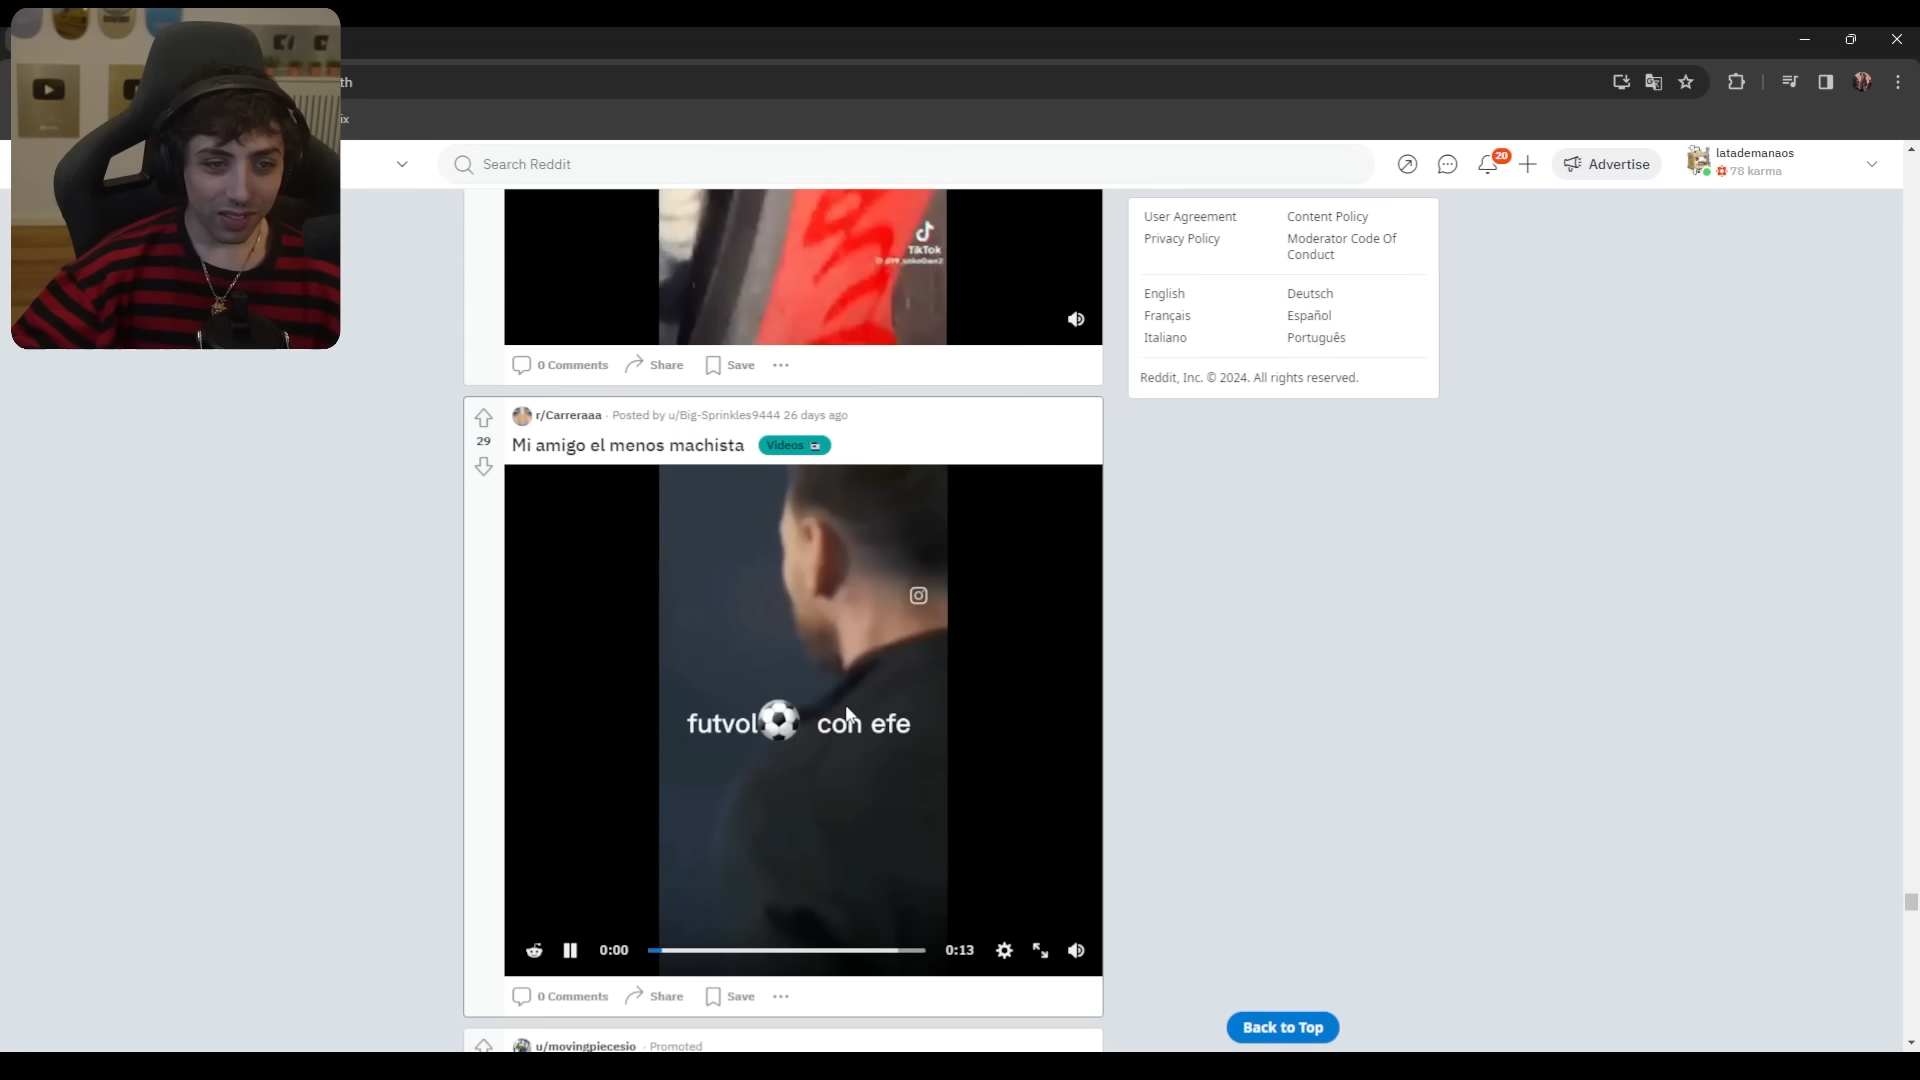 th
ix
Search Reddit
20
Advertise
latademanaos
78 karma
TikTok
0 Comments
Share
Save
User Agreement
Content Policy
Privacy Policy
Moderator Code Of
Conduct
English
Deutsch
Français
Español
Italiano
Português
Reddit, Inc. © 2024. All rights reserved.
r/Carreraaa · Posted by u/Big-Sprinkles9444 26 days ago
29
Mi amigo el menos machista
Videos
futvol⚽ con efe
0:00
0:13
0 Comments
Share
Save
Back to Top
u/movingpiecesio · Promoted